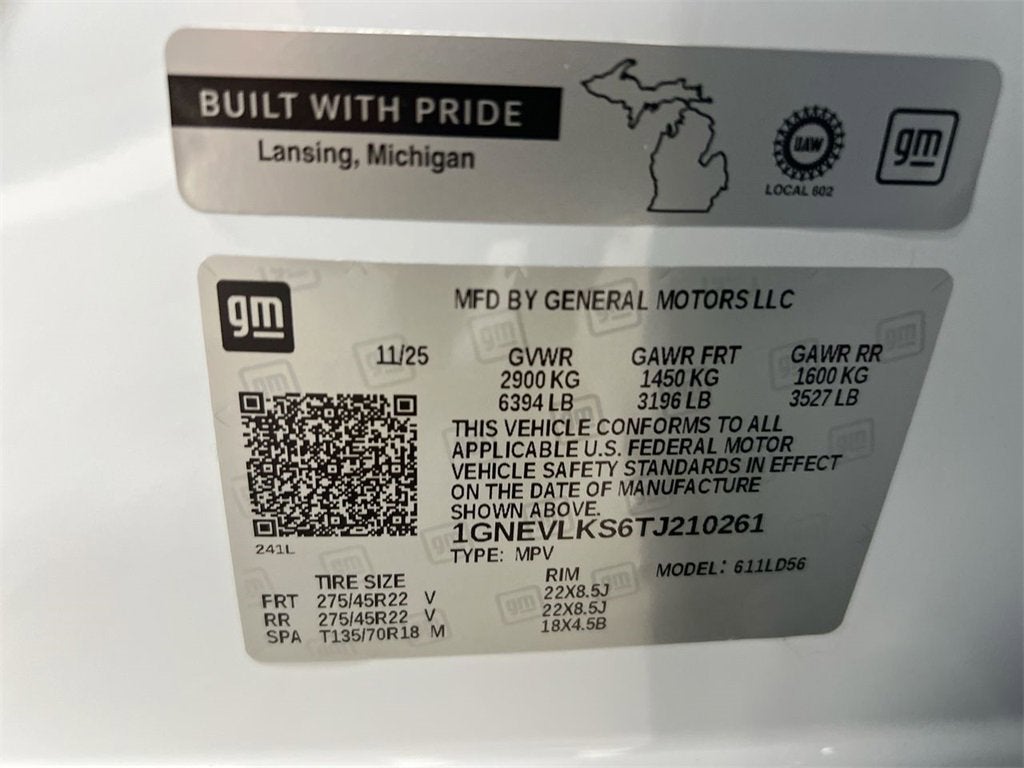 BUILT WITH PRIDE
Lansing, Michigan
UAW
LOCAL 602
gm
gm
MFD BY GENERAL MOTORS LLC
11/25 GVWR GAWR FRT GAWR RR
2900 KG 1450 KG 1600 KG
6394 LB 3196 LB 3527 LB
THIS VEHICLE CONFORMS TO ALL
APPLICABLE U.S. FEDERAL MOTOR
VEHICLE SAFETY STANDARDS IN EFFECT
ON THE DATE OF MANUFACTURE
SHOWN ABOVE.
1GNEVLKS6TJ210261
241L
TYPE: MPV MODEL: 611LD56
TIRE SIZE RIM
FRT 275/45R22 V 22X8.5J
RR 275/45R22 V 22X8.5J
SPA T135/70R18 M 18X4.5B